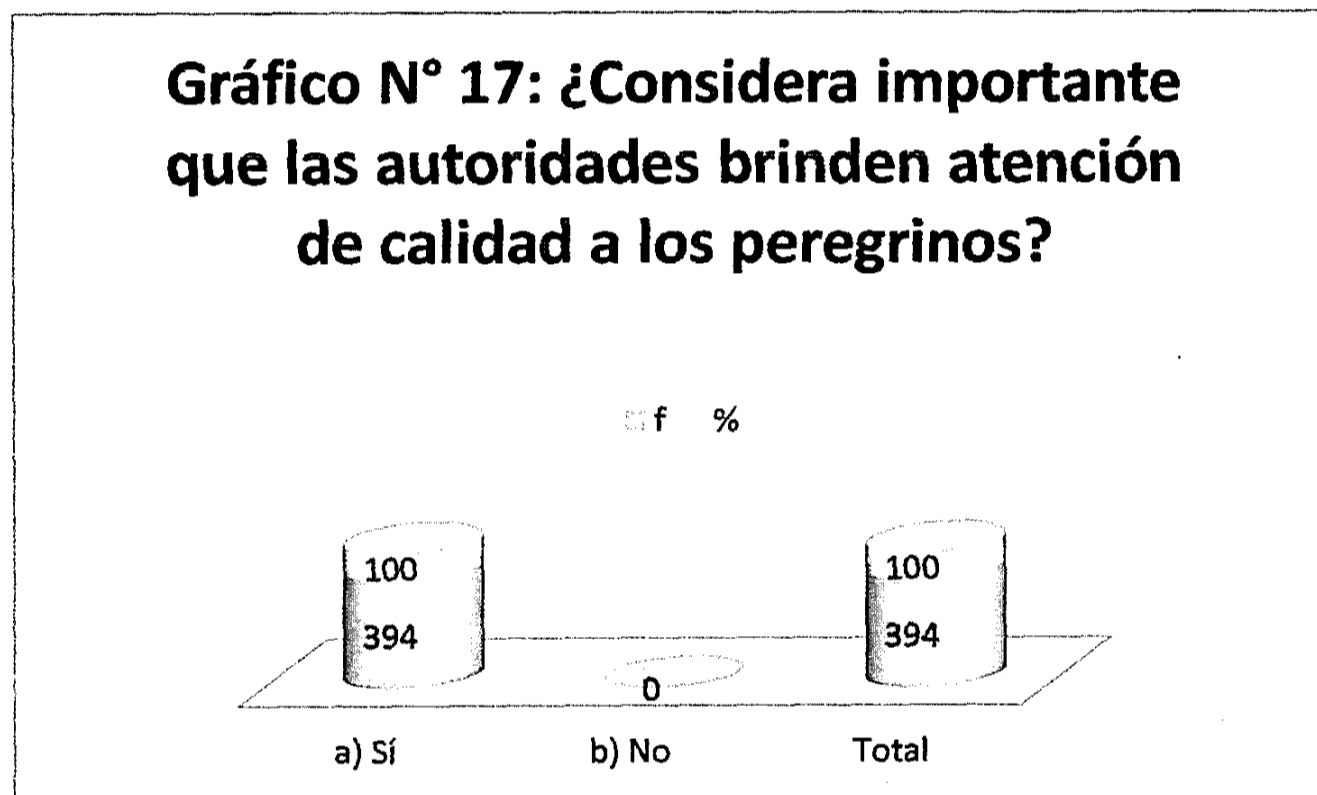 Gráfico N° 17: ¿Considera importante
que las autoridades brinden atención
de calidad a los peregrinos?
f %
100 100
394 394
0
a) Sí b) No Total